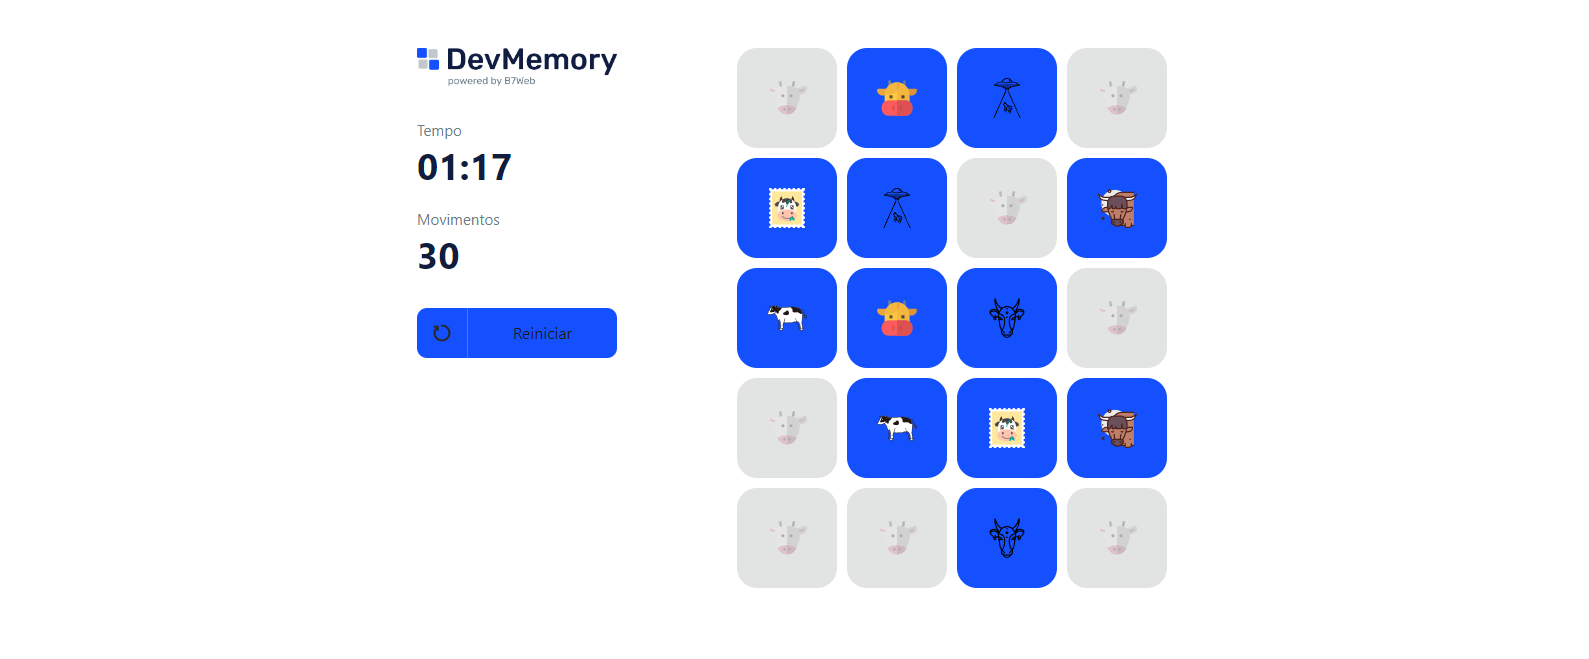 DevMemory
powered by B7Web
Tempo
01:17
Movimentos
30
Reiniciar